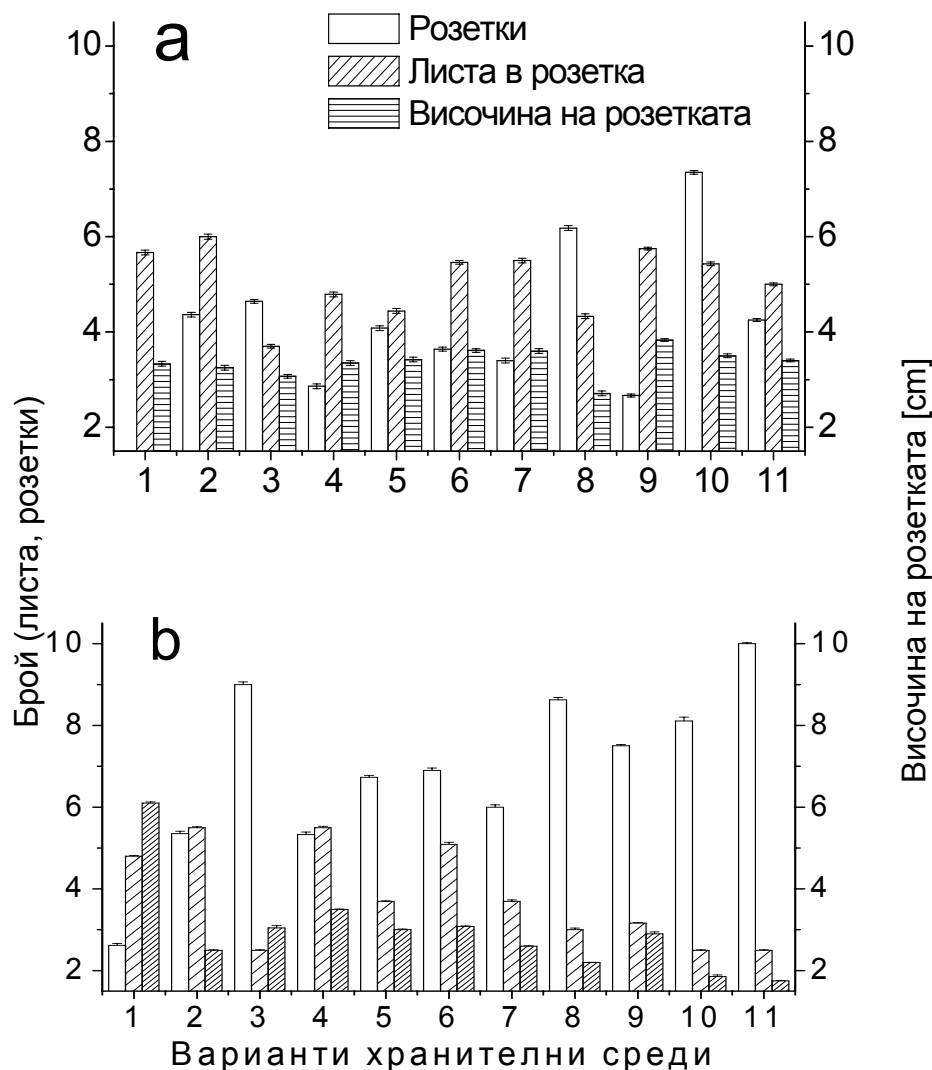 a
Розетки
Листа в розетка
Височина на розетката
10
8
6
4
2
10
8
6
4
2
1 2 3 4 5 6 7 8 9 10 11
Брой (листа, розетки)
Височина на розетката [cm]
b
10
8
6
4
2
10
8
6
4
2
1 2 3 4 5 6 7 8 9 10 11
Варианти хранителни среди